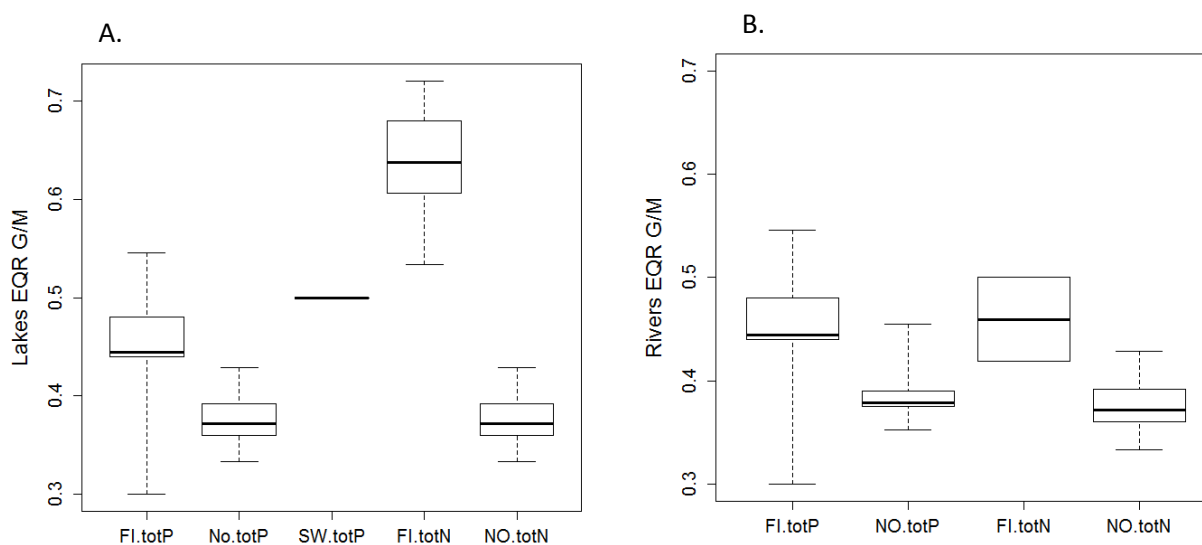 A.
Lakes EQR G/M
0.7
0.6
0.5
0.4
0.3
FI.totP No.totP SW.totP FI.totN NO.totN
B.
Rivers EQR G/M
0.7
0.6
0.5
0.4
0.3
FI.totP NO.totP FI.totN NO.totN